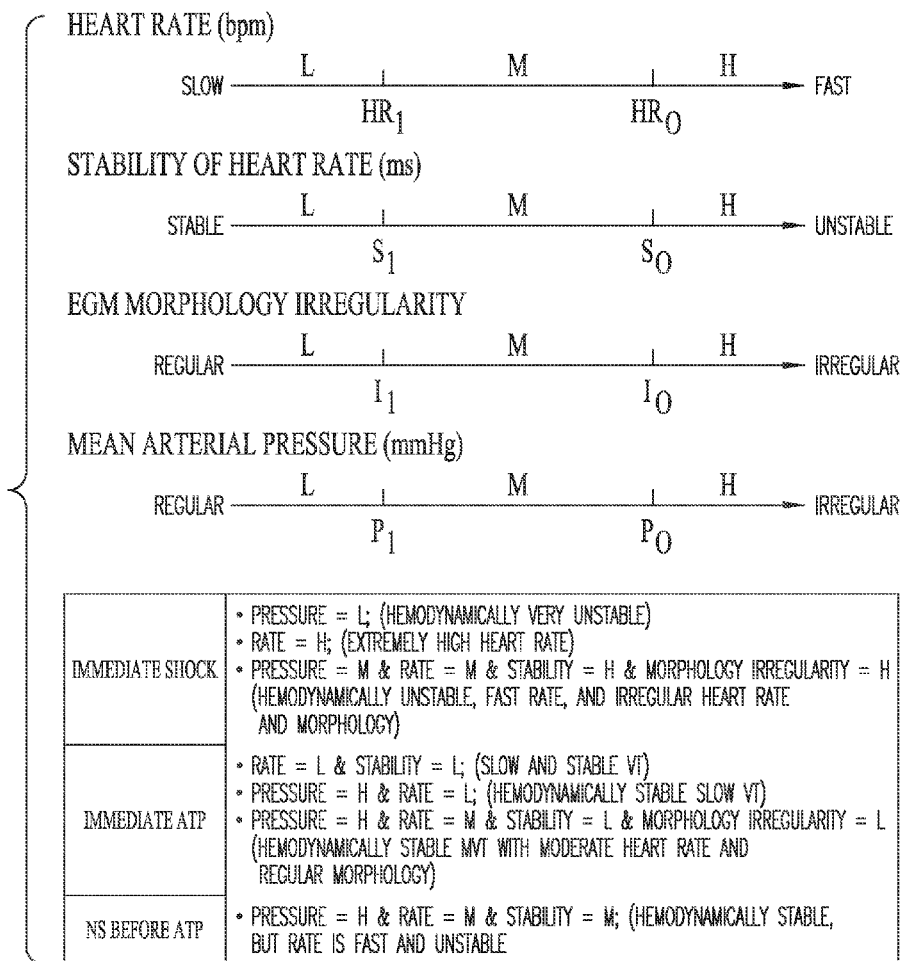 HEART RATE (bpm)
L M H
SLOW FAST
HR1 HRO
STABILITY OF HEART RATE (ms)
L M H
STABLE UNSTABLE
S1 SO
EGM MORPHOLOGY IRREGULARITY
L M H
REGULAR IRREGULAR
I1 IO
MEAN ARTERIAL PRESSURE (mmHg)
L M H
REGULAR IRREGULAR
P1 PO
IMMEDIATE SHOCK
• PRESSURE = L; (HEMODYNAMICALLY VERY UNSTABLE)
• RATE = H; (EXTREMELY HIGH HEART RATE)
• PRESSURE = M & RATE = M & STABILITY = H & MORPHOLOGY IRREGULARITY = H
(HEMODYNAMICALLY UNSTABLE, FAST RATE, AND IRREGULAR HEART RATE
AND MORPHOLOGY)
IMMEDIATE ATP
• RATE = L & STABILITY = L; (SLOW AND STABLE VT)
• PRESSURE = H & RATE = L; (HEMODYNAMICALLY STABLE SLOW VT)
• PRESSURE = H & RATE = M & STABILITY = L & MORPHOLOGY IRREGULARITY = L
(HEMODYNAMICALLY STABLE MVT WITH MODERATE HEART RATE AND
REGULAR MORPHOLOGY)
NS BEFORE ATP
• PRESSURE = H & RATE = M & STABILITY = M; (HEMODYNAMICALLY STABLE,
BUT RATE IS FAST AND UNSTABLE